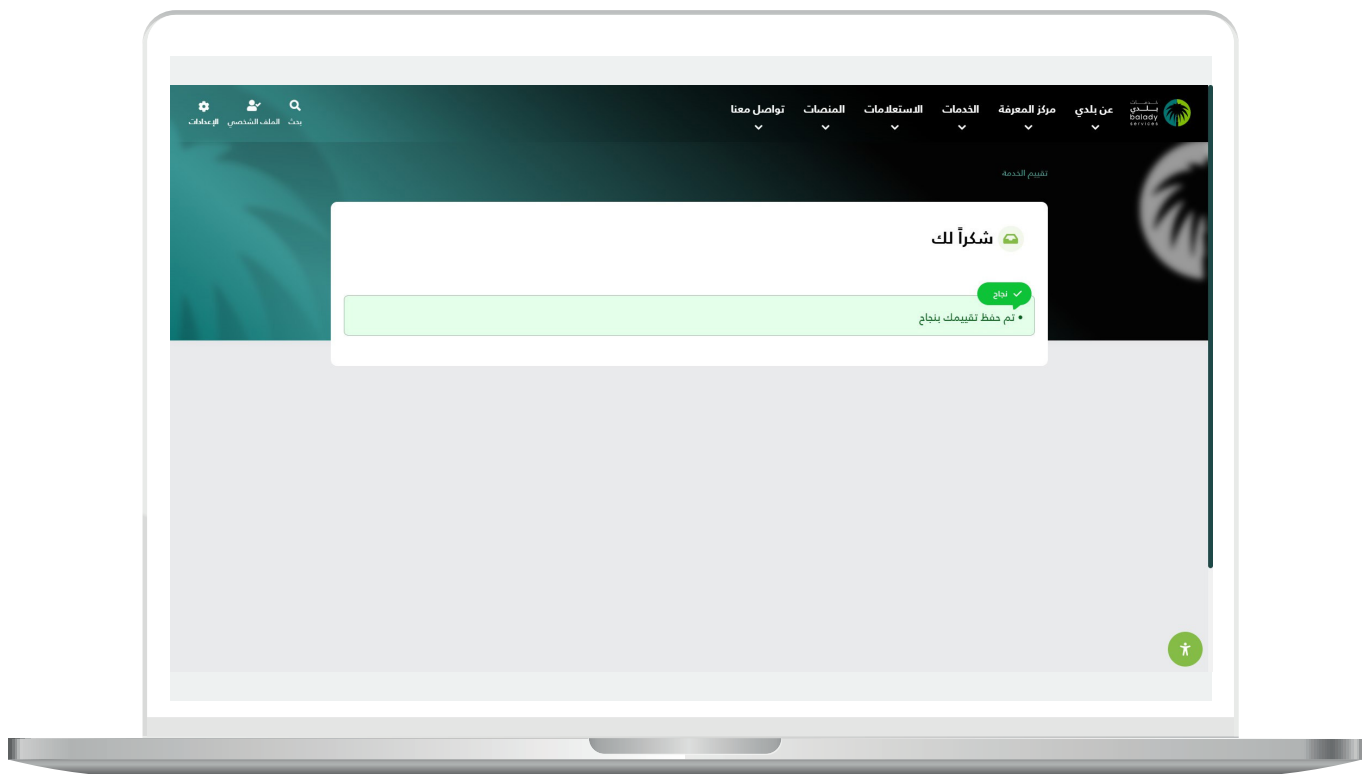 خدمات
بلدي
balady
services
عن بلدي
مركز المعرفة
الخدمات
الاستعلامات
المنصات
تواصل معنا
بحث
الملف الشخصي
الإعدادات
تقييم الخدمة
شكراً لك
نجاح
• تم حفظ تقييمك بنجاح